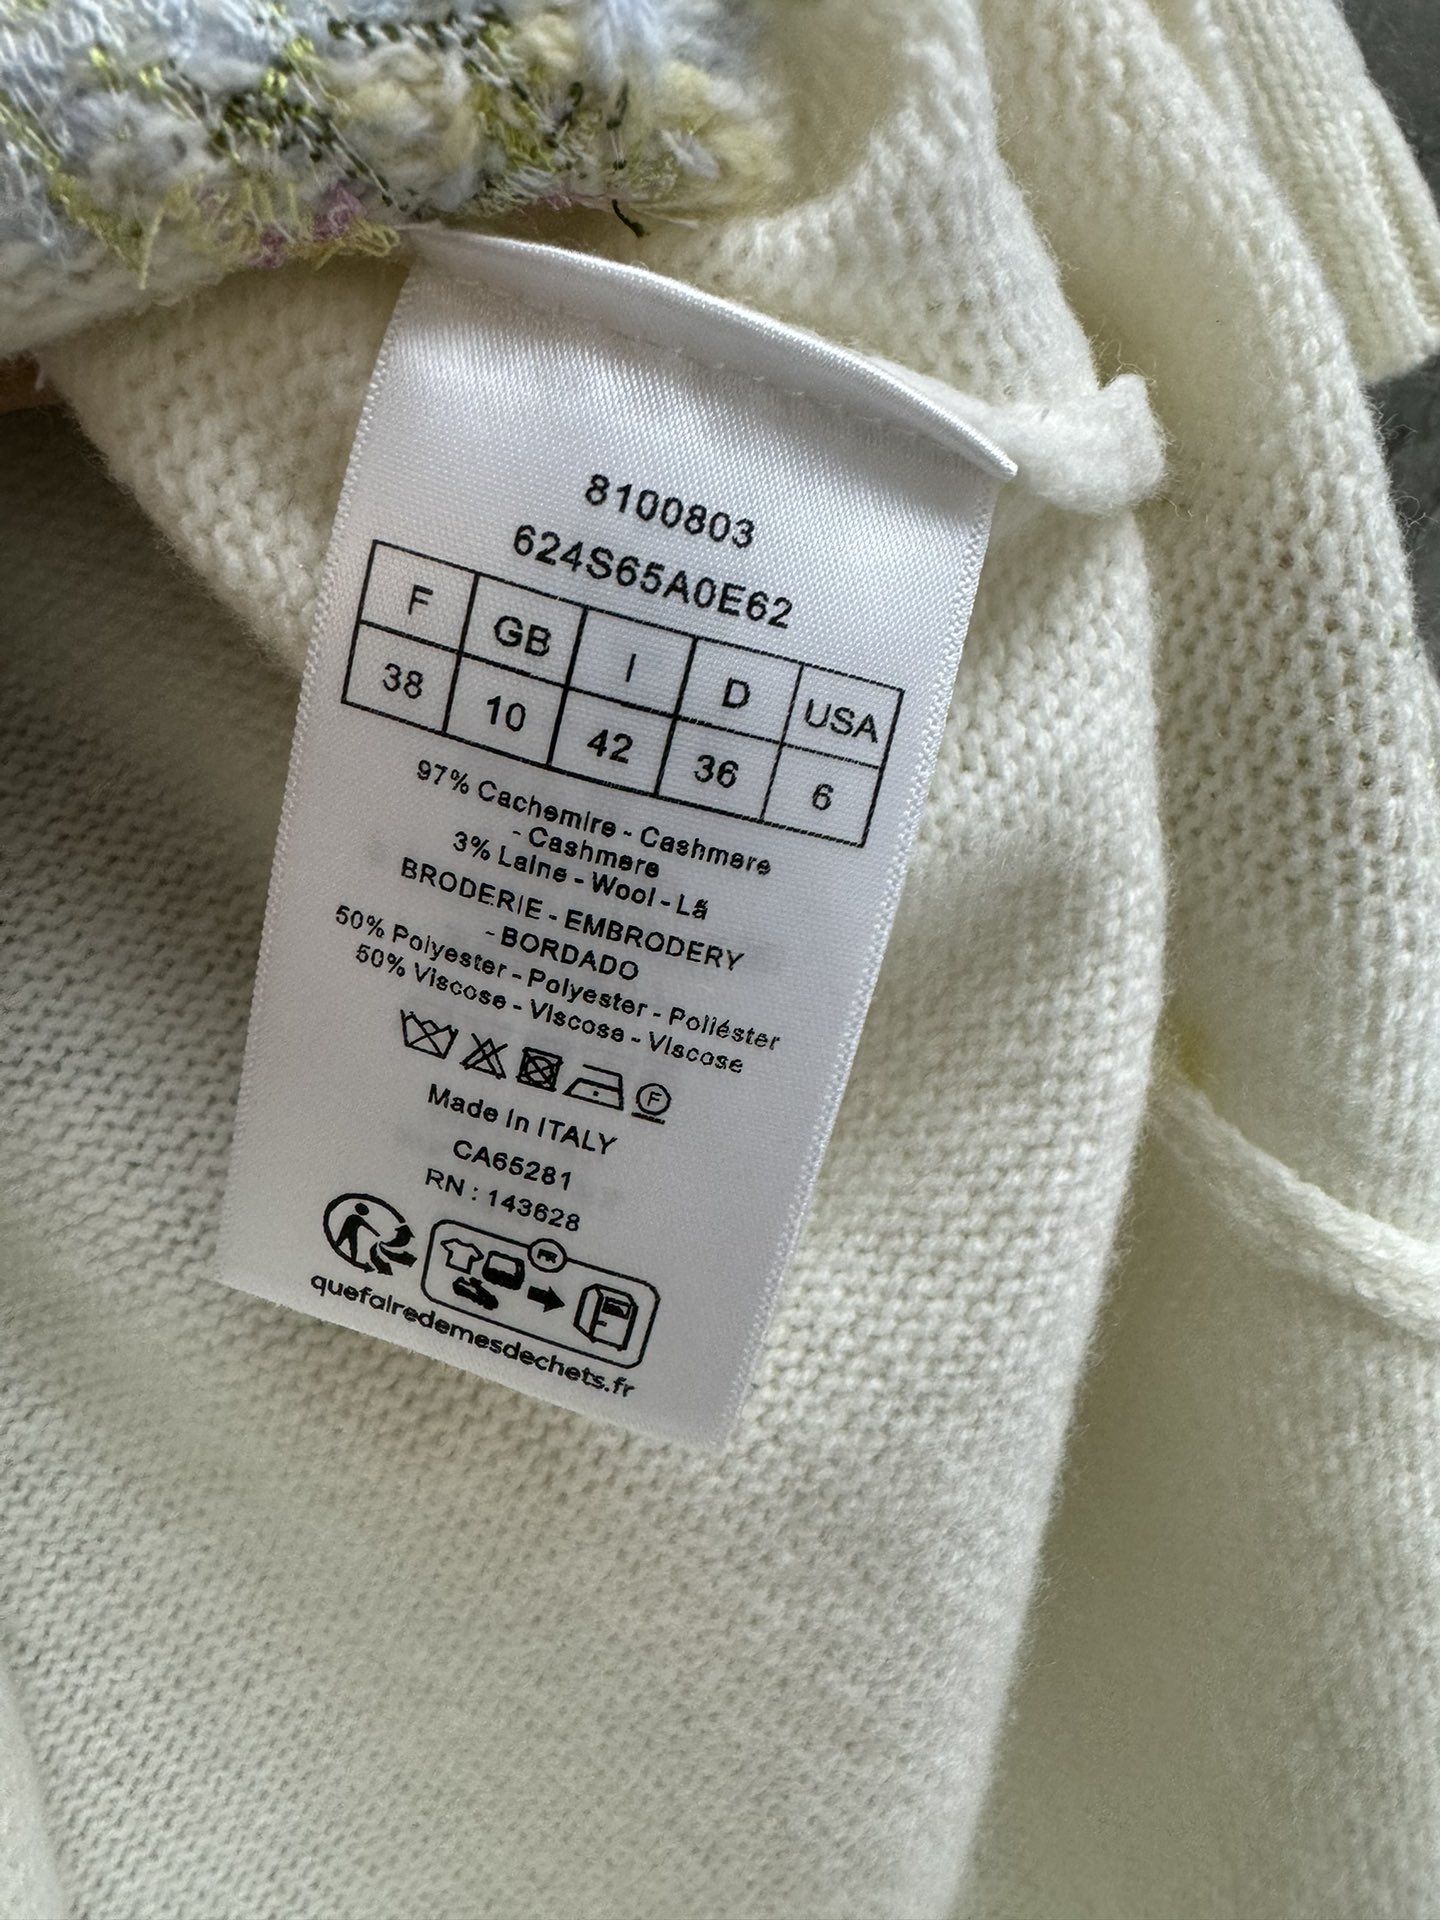 8100803
624S65A0E62
F GB I D USA
38 10 42 36 6
97% Cachemire - Cashmere
- Cashmere
3% Laine - Wool - Lã
BRODERIE - EMBRODERY
- BORDADO
50% Polyester - Polyester - Poliéster
50% Viscose - Viscose - Viscose
F
Made in ITALY
CA65281
RN : 143628
FR
quefairedemesdechets.fr